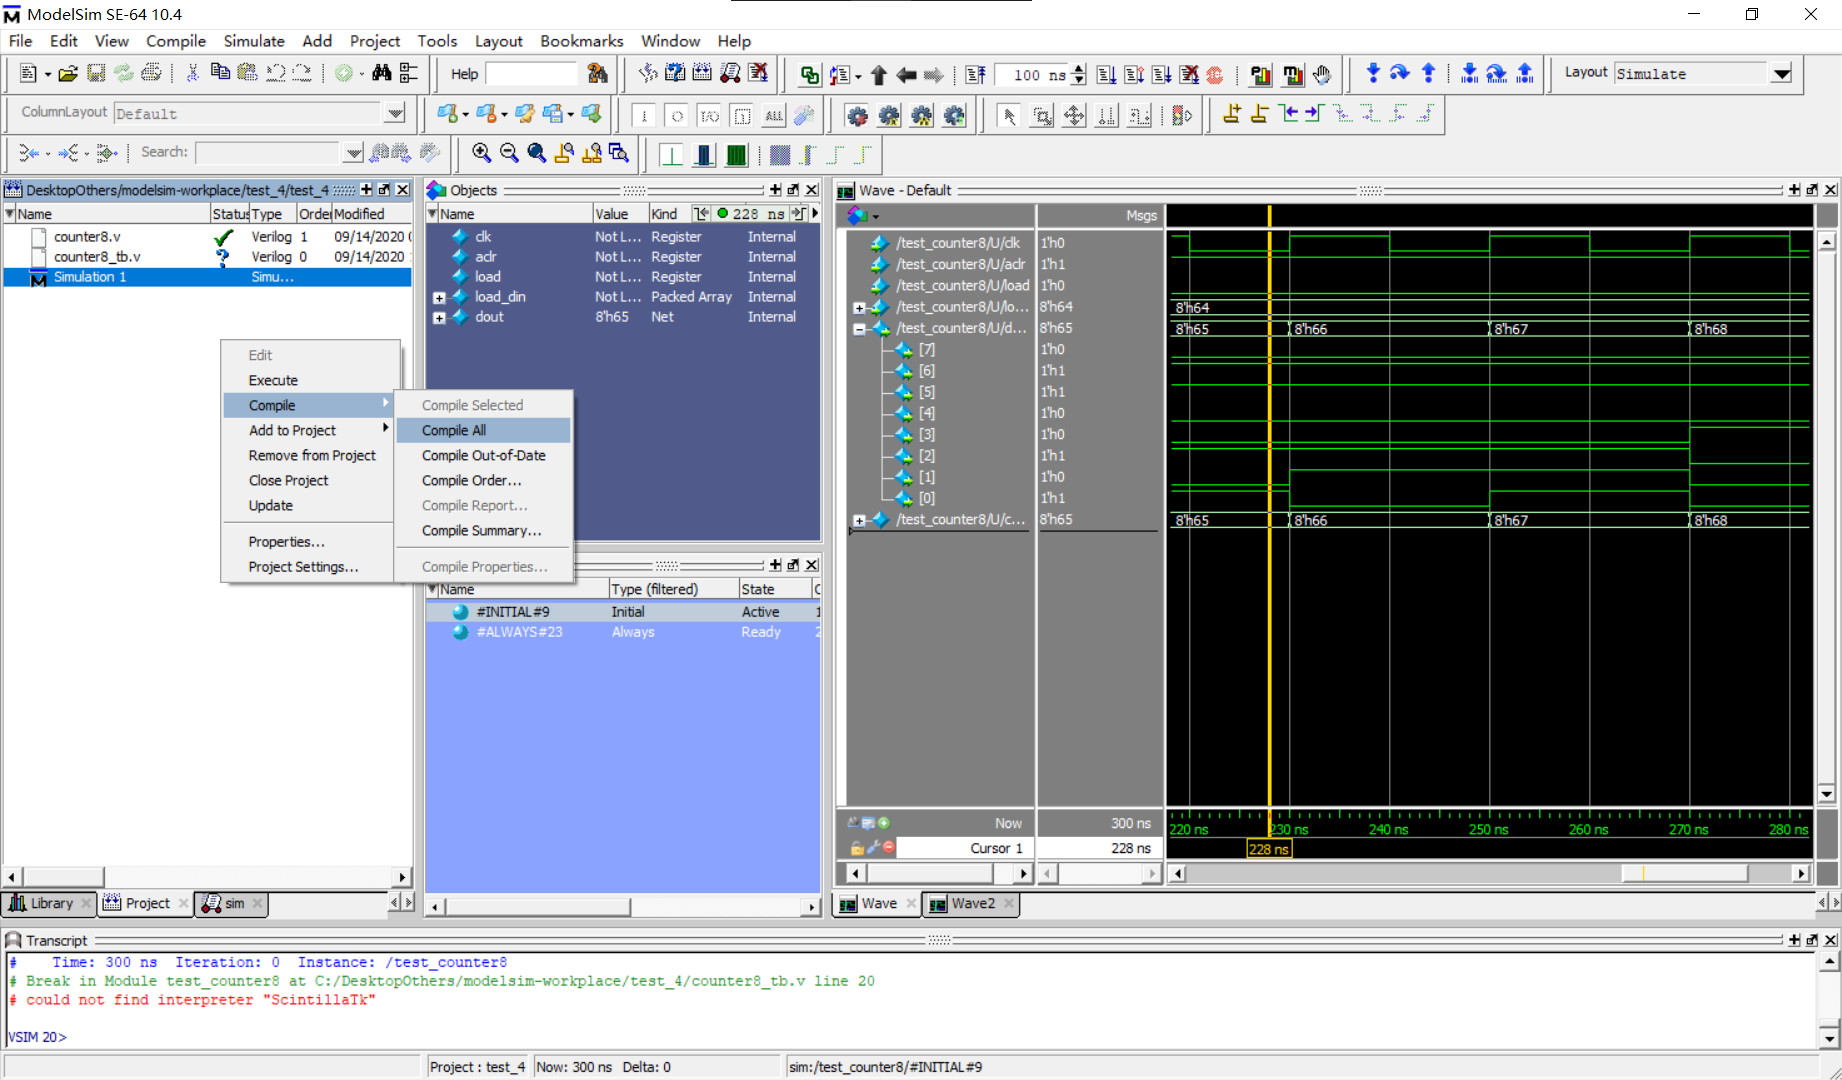 ModelSim SE-64 10.4
File Edit View Compile Simulate Add Project Tools Layout Bookmarks Window Help
Help
100 ns
Layout Simulate
ColumnLayout Default
ALL
Search:
DesktopOthers/modelsim-workplace/test_4/test_4
Name Status Type Order Modified
counter8.v Verilog 1 09/14/2020
counter8_tb.v Verilog 0 09/14/2020
Simulation 1 Simu...
Edit
Execute
Compile
Add to Project
Remove from Project
Close Project
Update
Properties...
Project Settings...
Compile Selected
Compile All
Compile Out-of-Date
Compile Order...
Compile Report...
Compile Summary...
Compile Properties...
Library Project sim
Objects
Name Value Kind 228 ns
clk Not L... Register Internal
aclr Not L... Register Internal
load Not L... Register Internal
load_din Not L... Packed Array Internal
dout 8'h65 Net Internal
Name Type (filtered) State
#INITIAL#9 Initial Active 1
#ALWAYS#23 Always Ready 2
Wave - Default
Msgs
/test_counter8/U/clk 1'h0
/test_counter8/U/aclr 1'h1
/test_counter8/U/load 1'h0
/test_counter8/U/lo... 8'h64 8'h64
/test_counter8/U/d... 8'h65 8'h65 8'h66 8'h67 8'h68
[7] 1'h0
[6] 1'h1
[5] 1'h1
[4] 1'h0
[3] 1'h0
[2] 1'h1
[1] 1'h0
[0] 1'h1
/test_counter8/U/c... 8'h65 8'h65 8'h66 8'h67 8'h68
Now 300 ns 220 ns 230 ns 240 ns 250 ns 260 ns 270 ns 280 ns
Cursor 1 228 ns 228 ns
Wave Wave2
Transcript
# Time: 300 ns Iteration: 0 Instance: /test_counter8
# Break in Module test_counter8 at C:/DesktopOthers/modelsim-workplace/test_4/counter8_tb.v line 20
# could not find interpreter "ScintillaTk"
VSIM 20>
Project : test_4 Now: 300 ns Delta: 0 sim:/test_counter8/#INITIAL#9